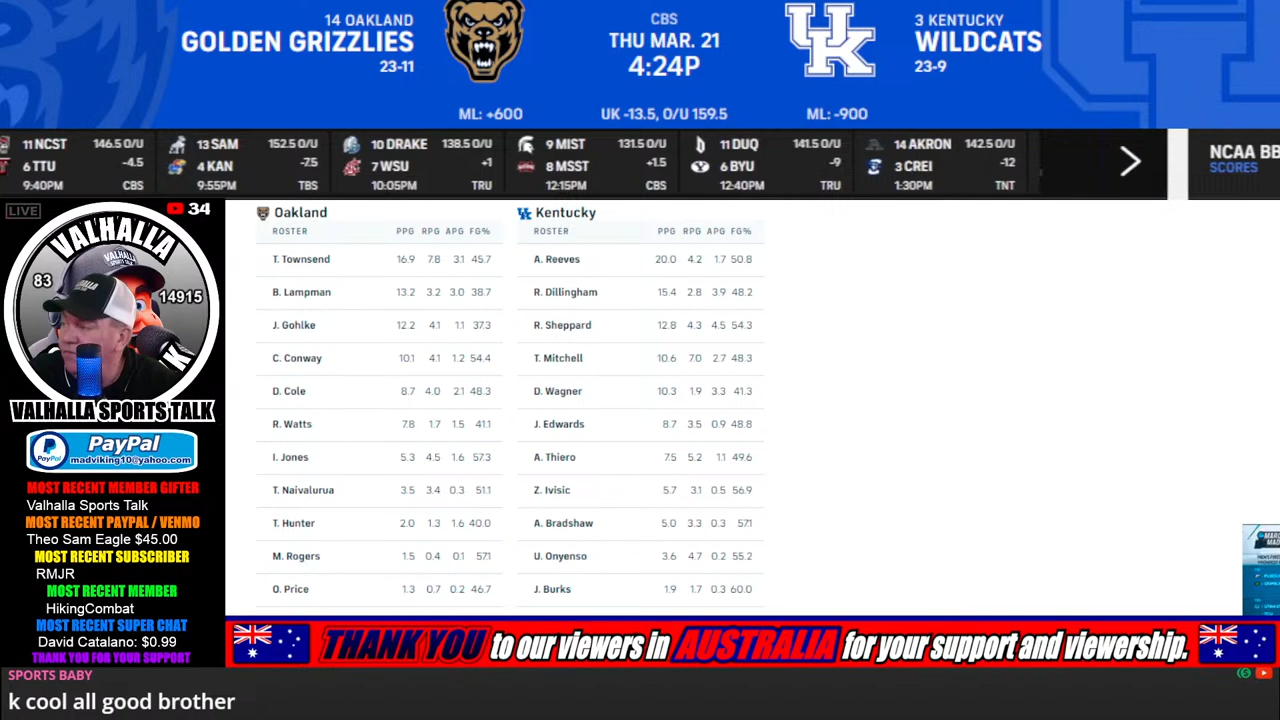 14 OAKLAND
GOLDEN GRIZZLIES
23-11
ML: +600
CBS
THU MAR. 21
4:24P
UK -13.5, O/U 159.5
UK
3 KENTUCKY
WILDCATS
23-9
ML: -900
11 NCST 146.5 O/U
6 TTU -4.5
9:40PM CBS
13 SAM 152.5 O/U
4 KAN -7.5
9:55PM TBS
10 DRAKE 138.5 O/U
7 WSU +1
10:05PM TRU
9 MIST 131.5 O/U
8 MSST +1.5
12:15PM CBS
11 DUQ 141.5 O/U
6 BYU -9
12:40PM TRU
14 AKRON 142.5 O/U
3 CREI -12
1:30PM TNT
NCAA BB
SCORES
LIVE
34
VALHALLA
83
14915
VALHALLA SPORTS TALK
PayPal
madviking10@yahoo.com
MOST RECENT MEMBER GIFTER
Valhalla Sports Talk
MOST RECENT PAYPAL / VENMO
Theo Sam Eagle $45.00
MOST RECENT SUBSCRIBER
RMJR
MOST RECENT MEMBER
HikingCombat
MOST RECENT SUPER CHAT
David Catalano: $0.99
THANK YOU FOR YOUR SUPPORT
Oakland
ROSTER PPG RPG APG FG%
T. Townsend 16.9 7.8 3.1 45.7
B. Lampman 13.2 3.2 3.0 38.7
J. Gohlke 12.2 4.1 1.1 37.3
C. Conway 10.1 4.1 1.2 54.4
D. Cole 8.7 4.0 2.1 48.3
R. Watts 7.8 1.7 1.5 41.1
I. Jones 5.3 4.5 1.6 57.3
T. Naivalurua 3.5 3.4 0.3 51.1
T. Hunter 2.0 1.3 1.6 40.0
M. Rogers 1.5 0.4 0.1 57.1
O. Price 1.3 0.7 0.2 46.7
Kentucky
ROSTER PPG RPG APG FG%
A. Reeves 20.0 4.2 1.7 50.8
R. Dillingham 15.4 2.8 3.9 48.2
R. Sheppard 12.8 4.3 4.5 54.3
T. Mitchell 10.6 7.0 2.7 48.3
D. Wagner 10.3 1.9 3.3 41.3
J. Edwards 8.7 3.5 0.9 48.8
A. Thiero 7.5 5.2 1.1 49.6
Z. Ivisic 5.7 3.1 0.5 56.9
A. Bradshaw 5.0 3.3 0.3 57.1
U. Onyenso 3.6 4.7 0.2 55.2
J. Burks 1.9 1.7 0.3 60.0
THANK YOU to our viewers in AUSTRALIA for your support and viewership.
SPORTS BABY
k cool all good brother